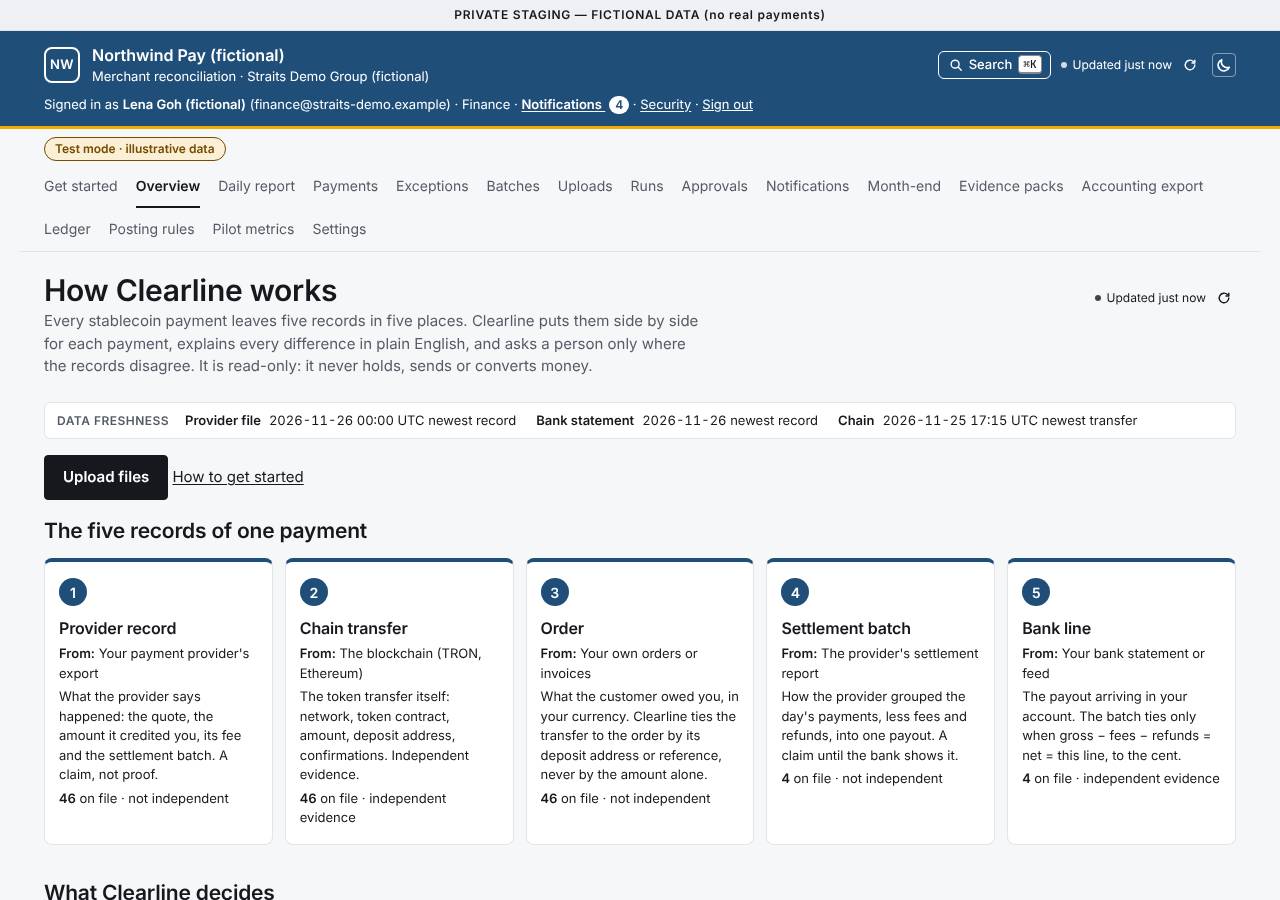 PRIVATE STAGING — FICTIONAL DATA (no real payments)
NW
Northwind Pay (fictional)
Merchant reconciliation · Straits Demo Group (fictional)
Search ⌘K
Updated just now
Signed in as Lena Goh (fictional) (finance@straits-demo.example) · Finance · Notifications 4 · Security · Sign out
Test mode · illustrative data
Get started Overview Daily report Payments Exceptions Batches Uploads Runs Approvals Notifications Month-end Evidence packs Accounting export
Ledger Posting rules Pilot metrics Settings
How Clearline works
Updated just now
Every stablecoin payment leaves five records in five places. Clearline puts them side by side
for each payment, explains every difference in plain English, and asks a person only where
the records disagree. It is read-only: it never holds, sends or converts money.
DATA FRESHNESS Provider file 2026-11-26 00:00 UTC newest record Bank statement 2026-11-26 newest record Chain 2026-11-25 17:15 UTC newest transfer
Upload files How to get started
The five records of one payment
1
Provider record
From: Your payment provider's
export
What the provider says
happened: the quote, the
amount it credited you, its fee
and the settlement batch. A
claim, not proof.
46 on file · not independent
2
Chain transfer
From: The blockchain (TRON,
Ethereum)
The token transfer itself:
network, token contract,
amount, deposit address,
confirmations. Independent
evidence.
46 on file · independent
evidence
3
Order
From: Your own orders or
invoices
What the customer owed you, in
your currency. Clearline ties the
transfer to the order by its
deposit address or reference,
never by the amount alone.
46 on file · not independent
4
Settlement batch
From: The provider's settlement
report
How the provider grouped the
day's payments, less fees and
refunds, into one payout. A
claim until the bank shows it.
4 on file · not independent
5
Bank line
From: Your bank statement or
feed
The payout arriving in your
account. The batch ties only
when gross − fees − refunds =
net = this line, to the cent.
4 on file · independent evidence
What Clearline decides